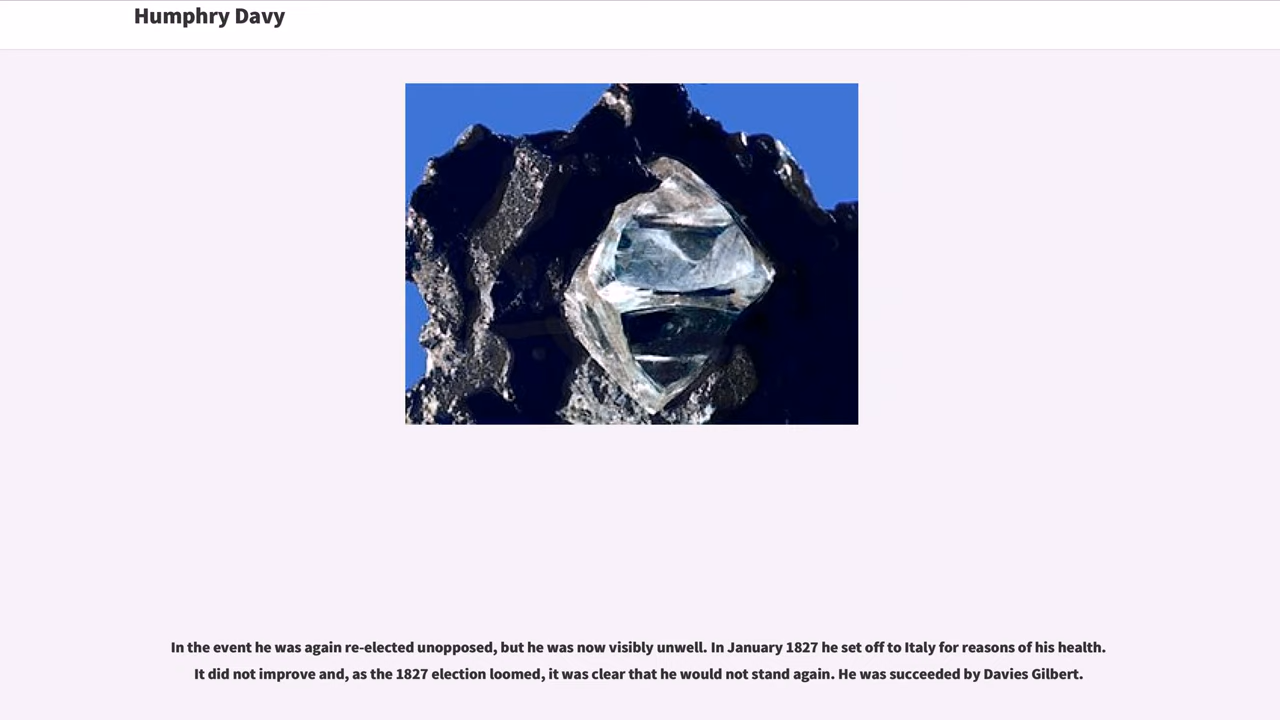 Humphry Davy
In the event he was again re-elected unopposed, but he was now visibly unwell. In January 1827 he set off to Italy for reasons of his health.
It did not improve and, as the 1827 election loomed, it was clear that he would not stand again. He was succeeded by Davies Gilbert.